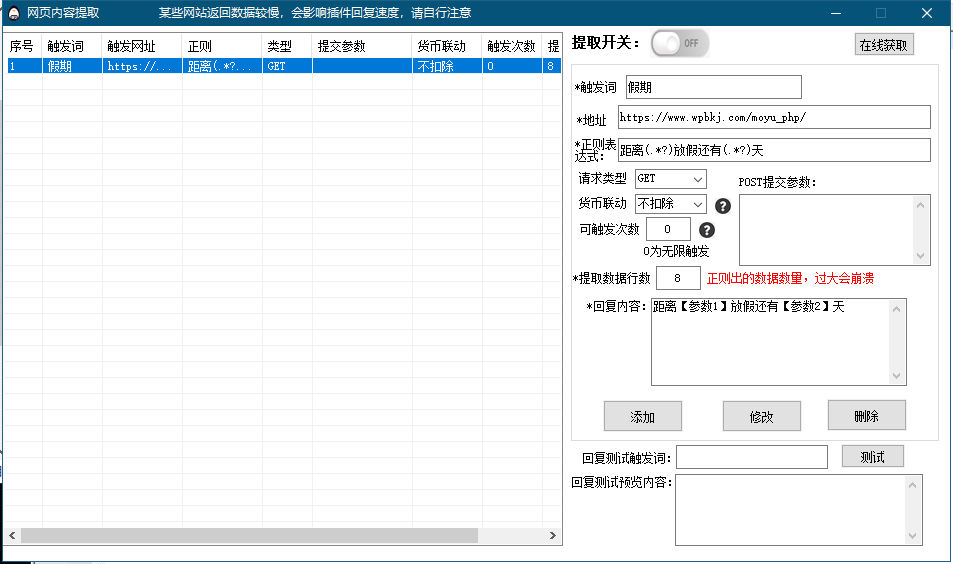 网页内容提取 某些网站返回数据较慢，会影响插件回复速度，请自行注意
序号 触发词 触发网址 正则 类型 提交参数 货币联动 触发次数 提
1 假期 https://... 距离(.*?... GET 不扣除 0 8
提取开关： OFF 在线获取
*触发词 假期
*地址 https://www.wpbkj.com/moyu_php/
*正则表
达式： 距离(.*?)放假还有(.*?)天
请求类型 GET POST提交参数：
货币联动 不扣除 ?
可触发次数 0 ?
0为无限触发
*提取数据行数 8 正则出的数据数量，过大会崩溃
*回复内容： 距离【参数1】放假还有【参数2】天
添加 修改 删除
回复测试触发词： 测试
回复测试预览内容：